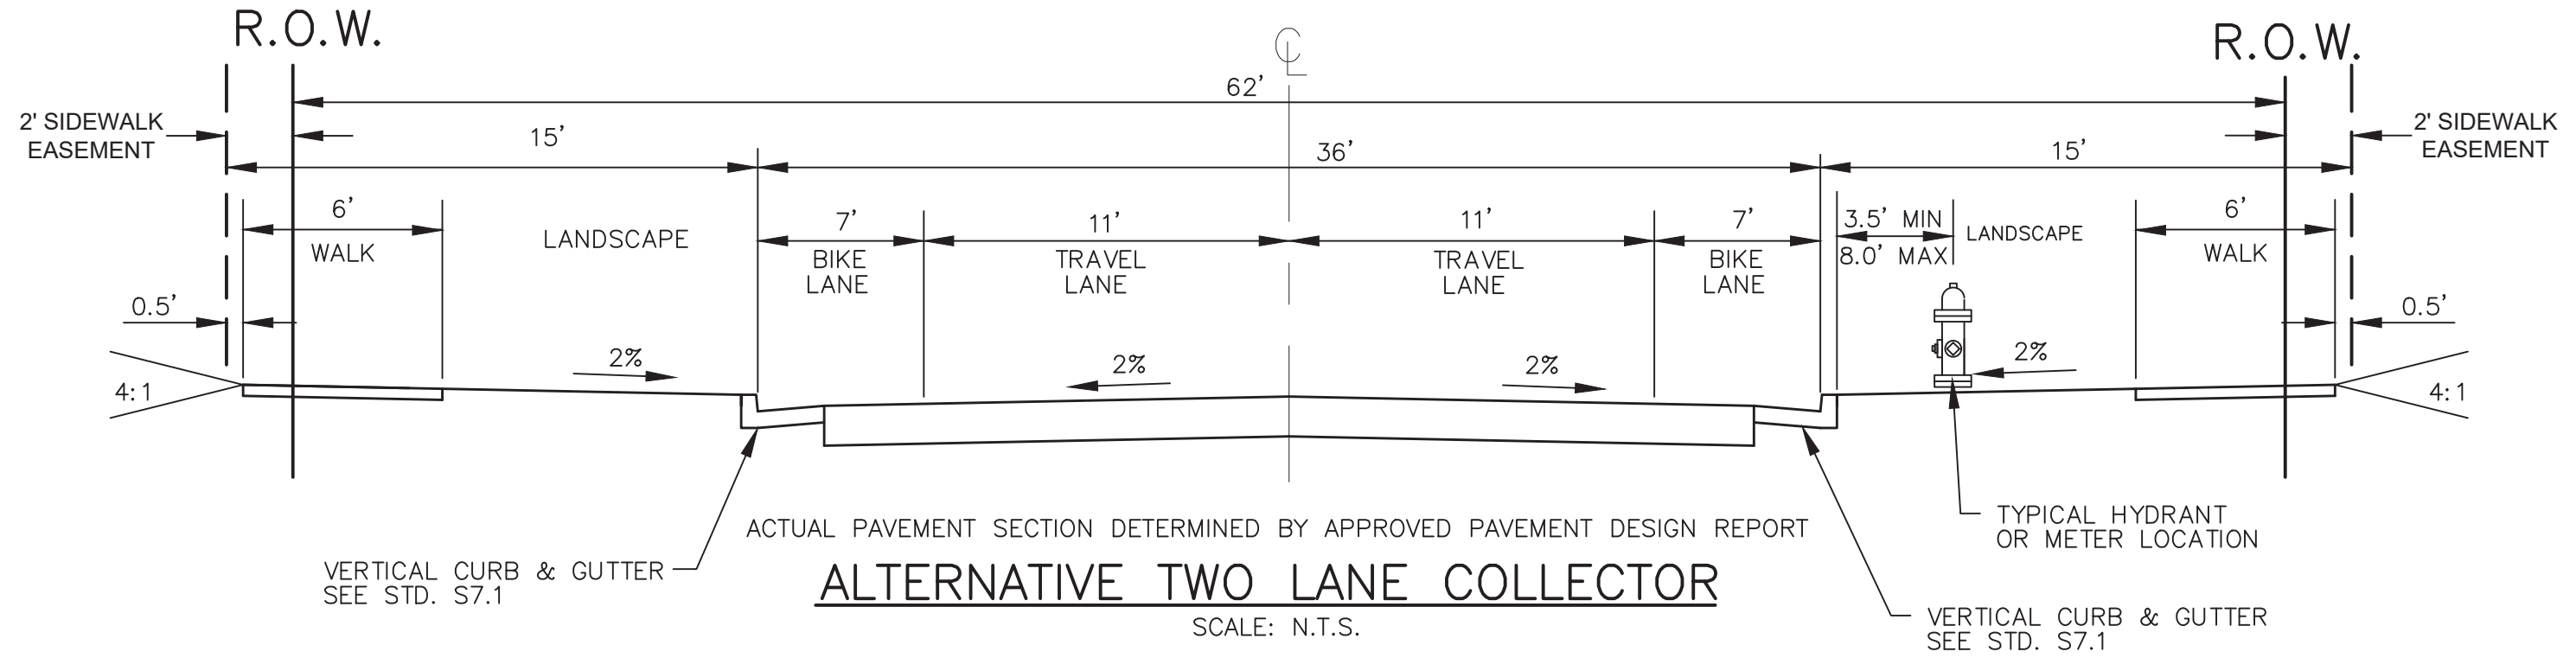 R.O.W.
R.O.W.
℄
62'
2' SIDEWALK
EASEMENT
15'
36'
15'
2' SIDEWALK
EASEMENT
6'
WALK
LANDSCAPE
7'
BIKE
LANE
11'
TRAVEL
LANE
11'
TRAVEL
LANE
7'
BIKE
LANE
3.5' MIN
8.0' MAX
LANDSCAPE
6'
WALK
0.5'
0.5'
4:1
2%
2%
2%
2%
4:1
ACTUAL PAVEMENT SECTION DETERMINED BY APPROVED PAVEMENT DESIGN REPORT
TYPICAL HYDRANT
OR METER LOCATION
VERTICAL CURB & GUTTER
SEE STD. S7.1
ALTERNATIVE TWO LANE COLLECTOR
SCALE: N.T.S.
VERTICAL CURB & GUTTER
SEE STD. S7.1